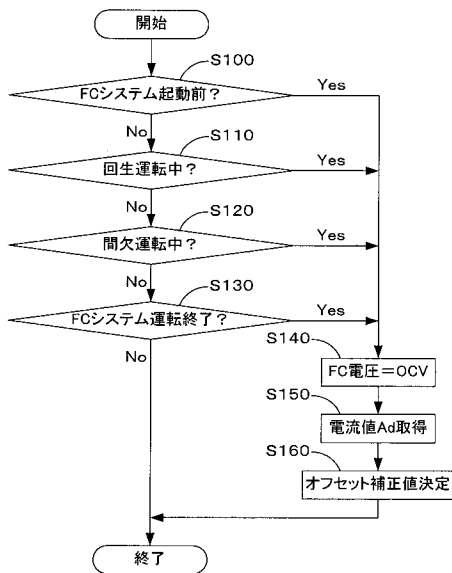 開始
S100
FCシステム起動前？
Yes
No
S110
回生運転中？
Yes
No
S120
間欠運転中？
Yes
No
S130
FCシステム運転終了？
Yes
No
S140
FC電圧＝OCV
S150
電流値Ad取得
S160
オフセット補正値決定
終了